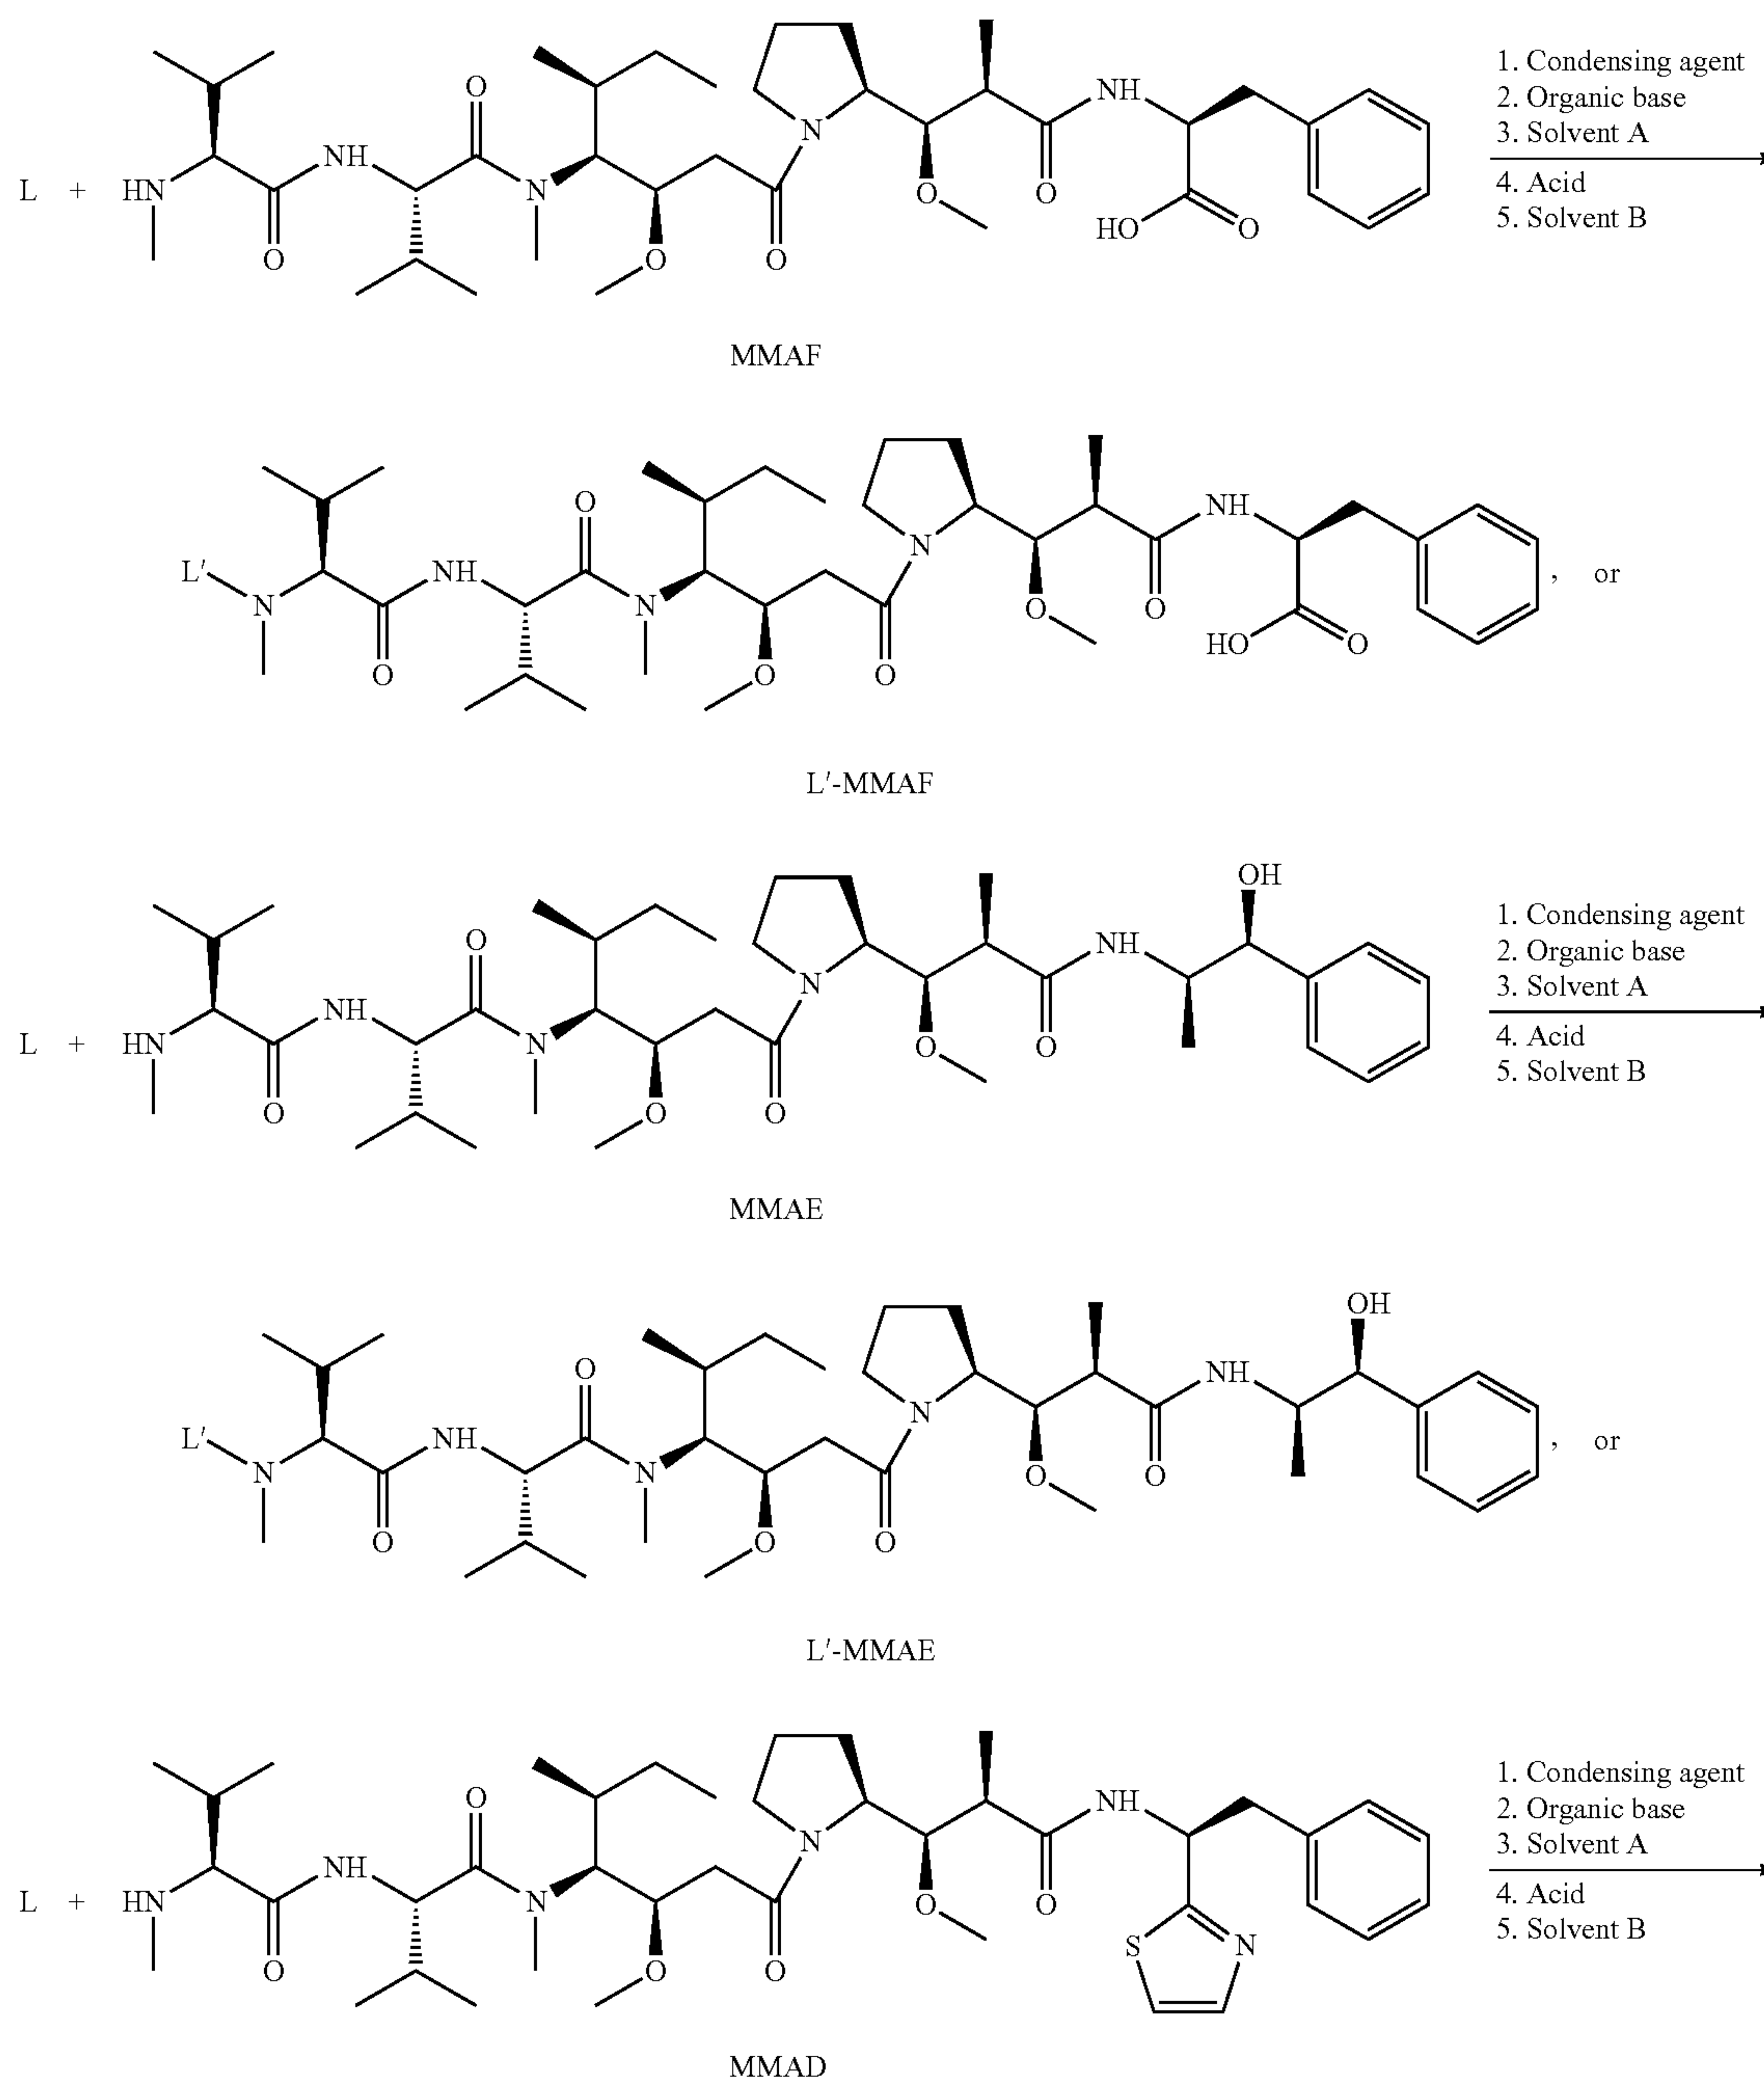 O
NH
1. Condensing agent
2. Organic base
3. Solvent A
4. Acid
5. Solvent B
L + HN
NH
N
N
O
O
O
O
O
HO
O
MMAF
O
NH
L'
NH
N
N
N
, or
O
O
O
O
O
HO
O
L'-MMAF
OH
O
NH
1. Condensing agent
2. Organic base
3. Solvent A
4. Acid
5. Solvent B
L + HN
NH
N
N
O
O
O
O
O
MMAE
OH
O
NH
L'
NH
N
N
N
, or
O
O
O
O
O
L'-MMAE
O
NH
1. Condensing agent
2. Organic base
3. Solvent A
4. Acid
5. Solvent B
L + HN
NH
N
N
O
O
O
O
O
S
N
MMAD